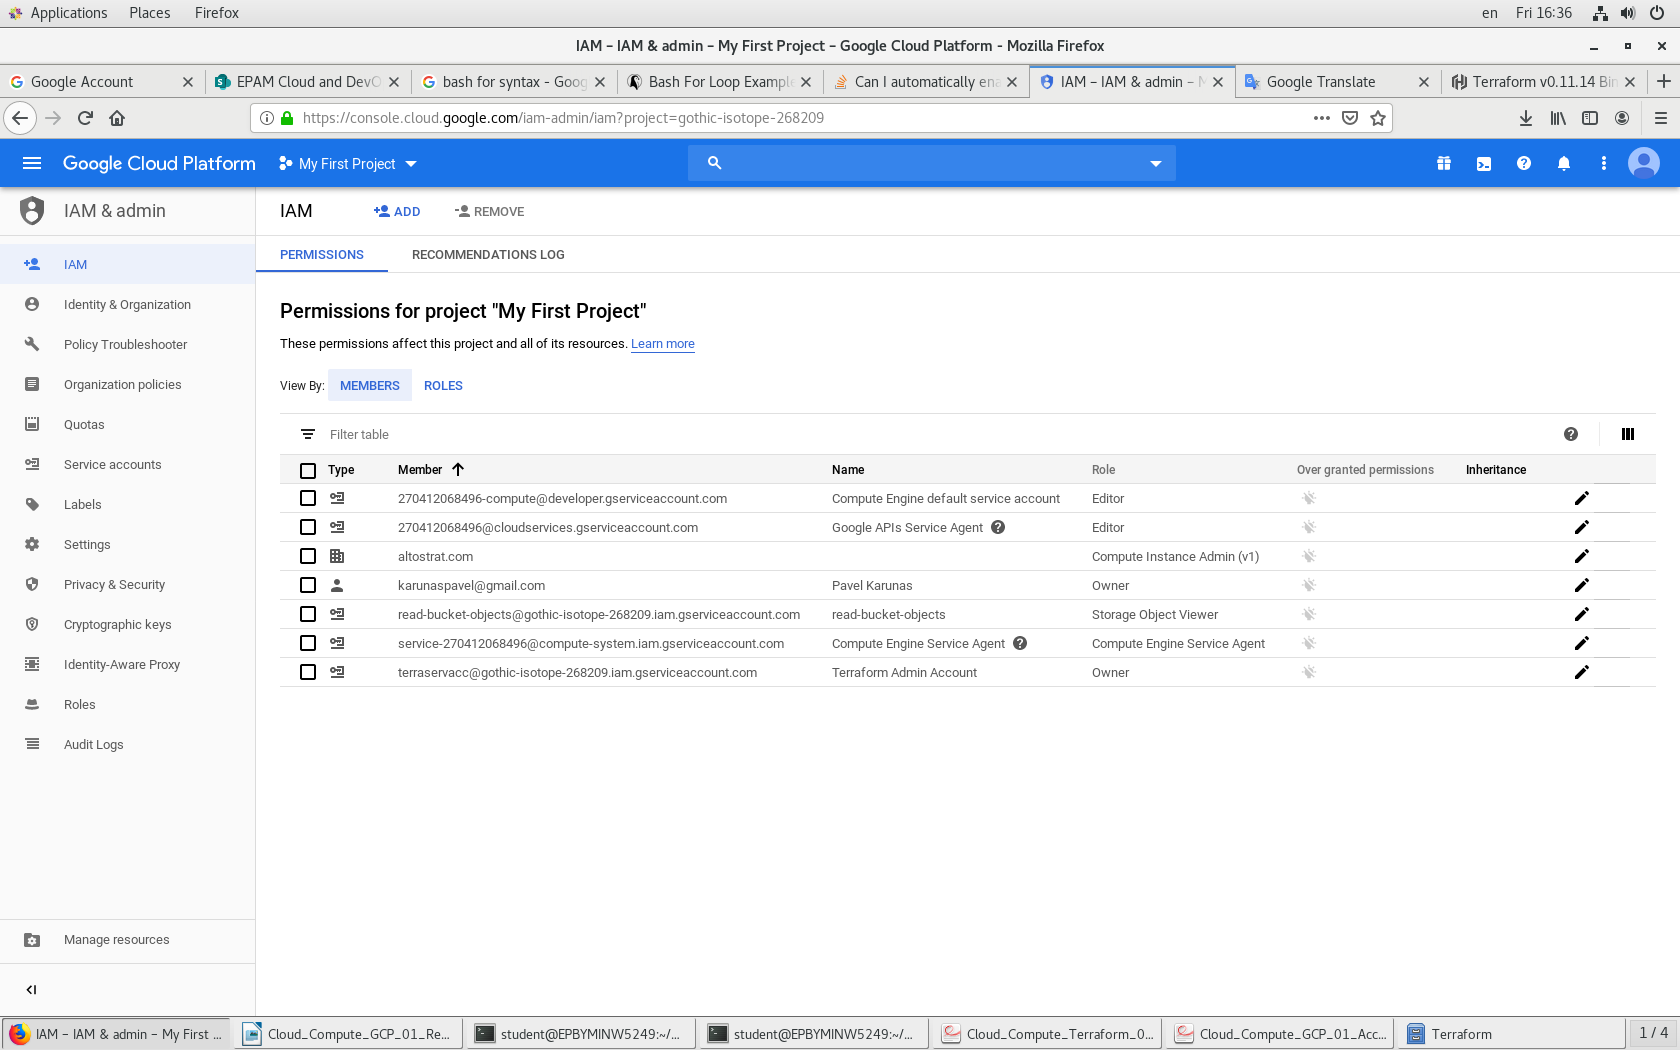 Applications Places Firefox en Fri 16:36
IAM – IAM & admin – My First Project – Google Cloud Platform - Mozilla Firefox
Google Account EPAM Cloud and DevO bash for syntax - Goog Bash For Loop Example Can I automatically ena IAM – IAM & admin – M Google Translate Terraform v0.11.14 Bin
https://console.cloud.google.com/iam-admin/iam?project=gothic-isotope-268209
Google Cloud Platform My First Project
IAM & admin IAM ADD REMOVE
PERMISSIONS RECOMMENDATIONS LOG
IAM
Identity & Organization
Policy Troubleshooter
Organization policies
Quotas
Service accounts
Labels
Settings
Privacy & Security
Cryptographic keys
Identity-Aware Proxy
Roles
Audit Logs
Manage resources
Permissions for project "My First Project"
These permissions affect this project and all of its resources. Learn more
View By: MEMBERS ROLES
Filter table
Type Member Name Role Over granted permissions Inheritance
270412068496-compute@developer.gserviceaccount.com Compute Engine default service account Editor
270412068496@cloudservices.gserviceaccount.com Google APIs Service Agent Editor
altostrat.com Compute Instance Admin (v1)
karunaspavel@gmail.com Pavel Karunas Owner
read-bucket-objects@gothic-isotope-268209.iam.gserviceaccount.com read-bucket-objects Storage Object Viewer
service-270412068496@compute-system.iam.gserviceaccount.com Compute Engine Service Agent Compute Engine Service Agent
terraservacc@gothic-isotope-268209.iam.gserviceaccount.com Terraform Admin Account Owner
IAM – IAM & admin – My First ... Cloud_Compute_GCP_01_Re... student@EPBYMINW5249:~/... student@EPBYMINW5249:~/... Cloud_Compute_Terraform_0... Cloud_Compute_GCP_01_Acc... Terraform 1 / 4